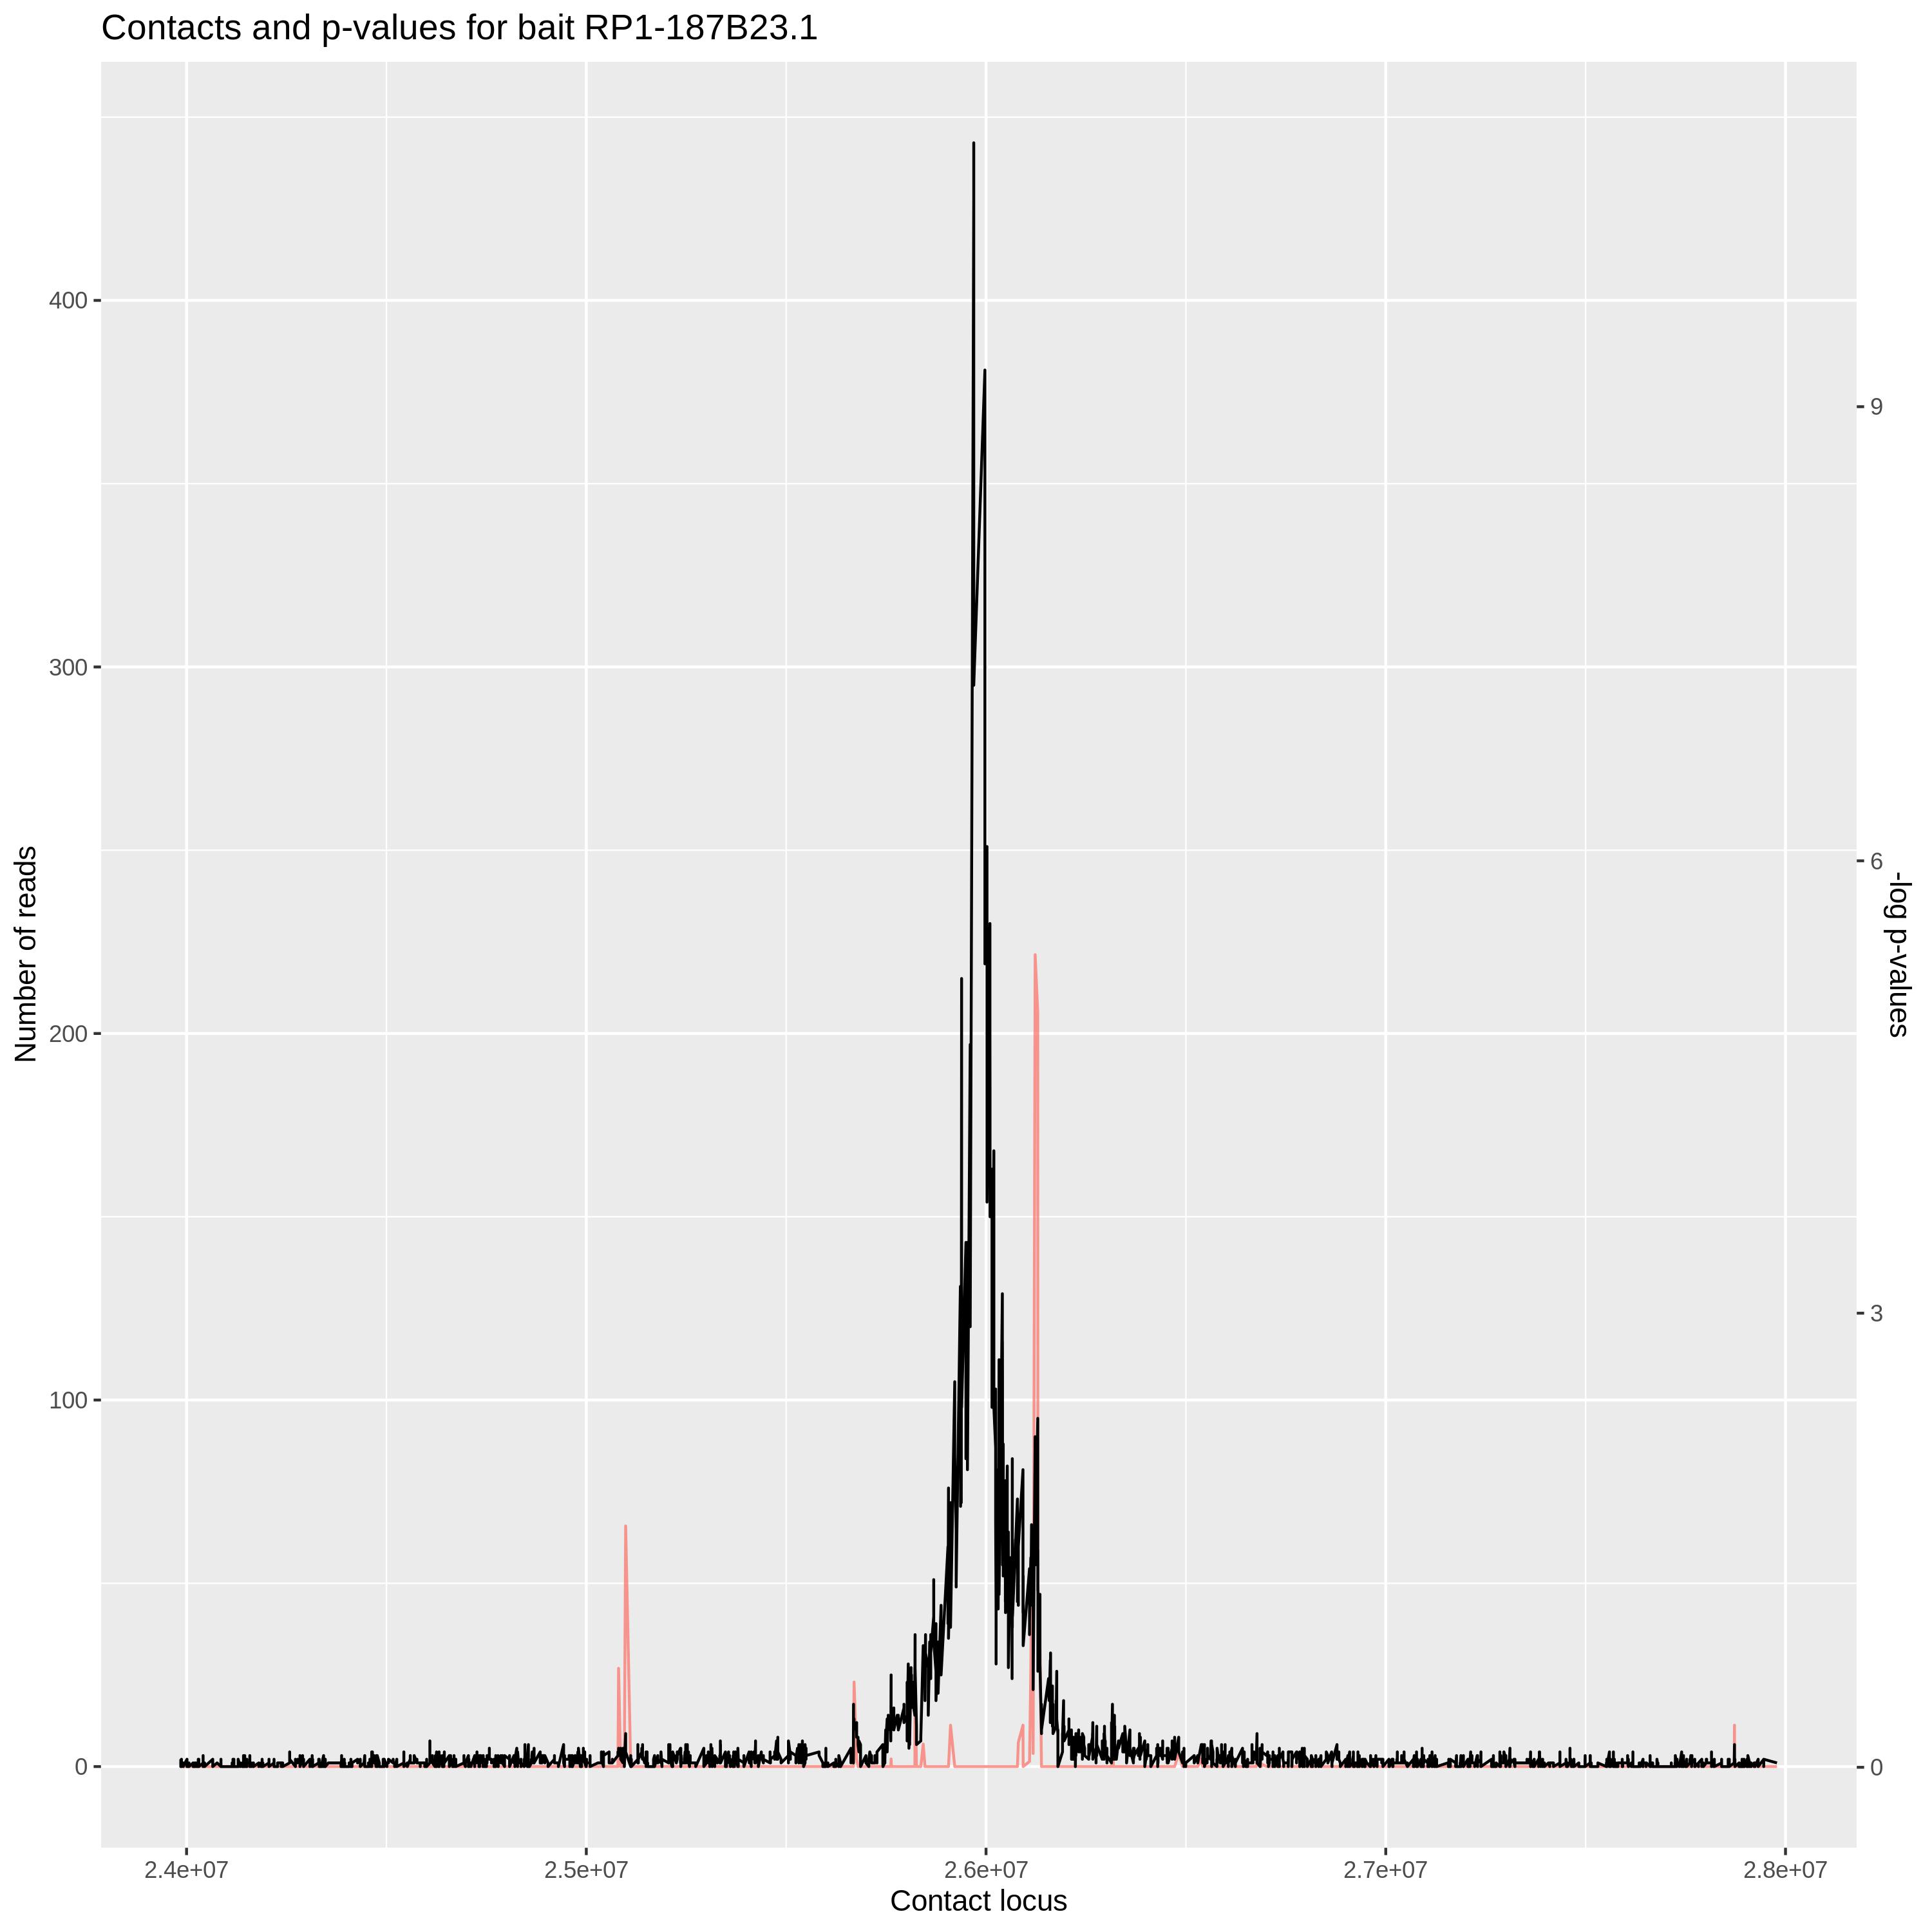 Contacts and p-values for bait RP1-187B23.1
Number of reads
400
300
200
100
0
9
6
3
0
-log p-values
2.4e+07 2.5e+07 2.6e+07 2.7e+07 2.8e+07
Contact locus